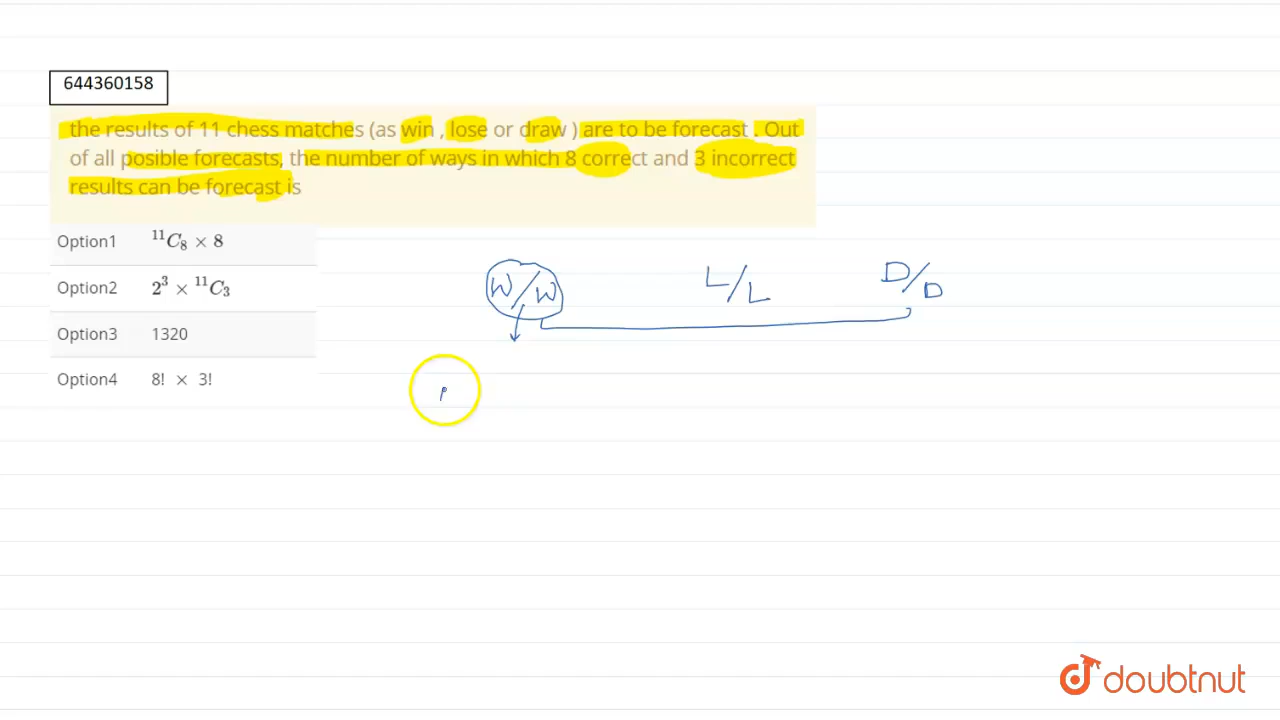 644360158
the results of 11 chess matches (as win , lose or draw ) are to be forecast . Out
of all posible forecasts, the number of ways in which 8 correct and 3 incorrect
results can be forecast is
Option1 ¹¹C₈ × 8
Option2 2³ × ¹¹C₃
Option3 1320
Option4 8! × 3!
W/W L/L D/D
doubtnut